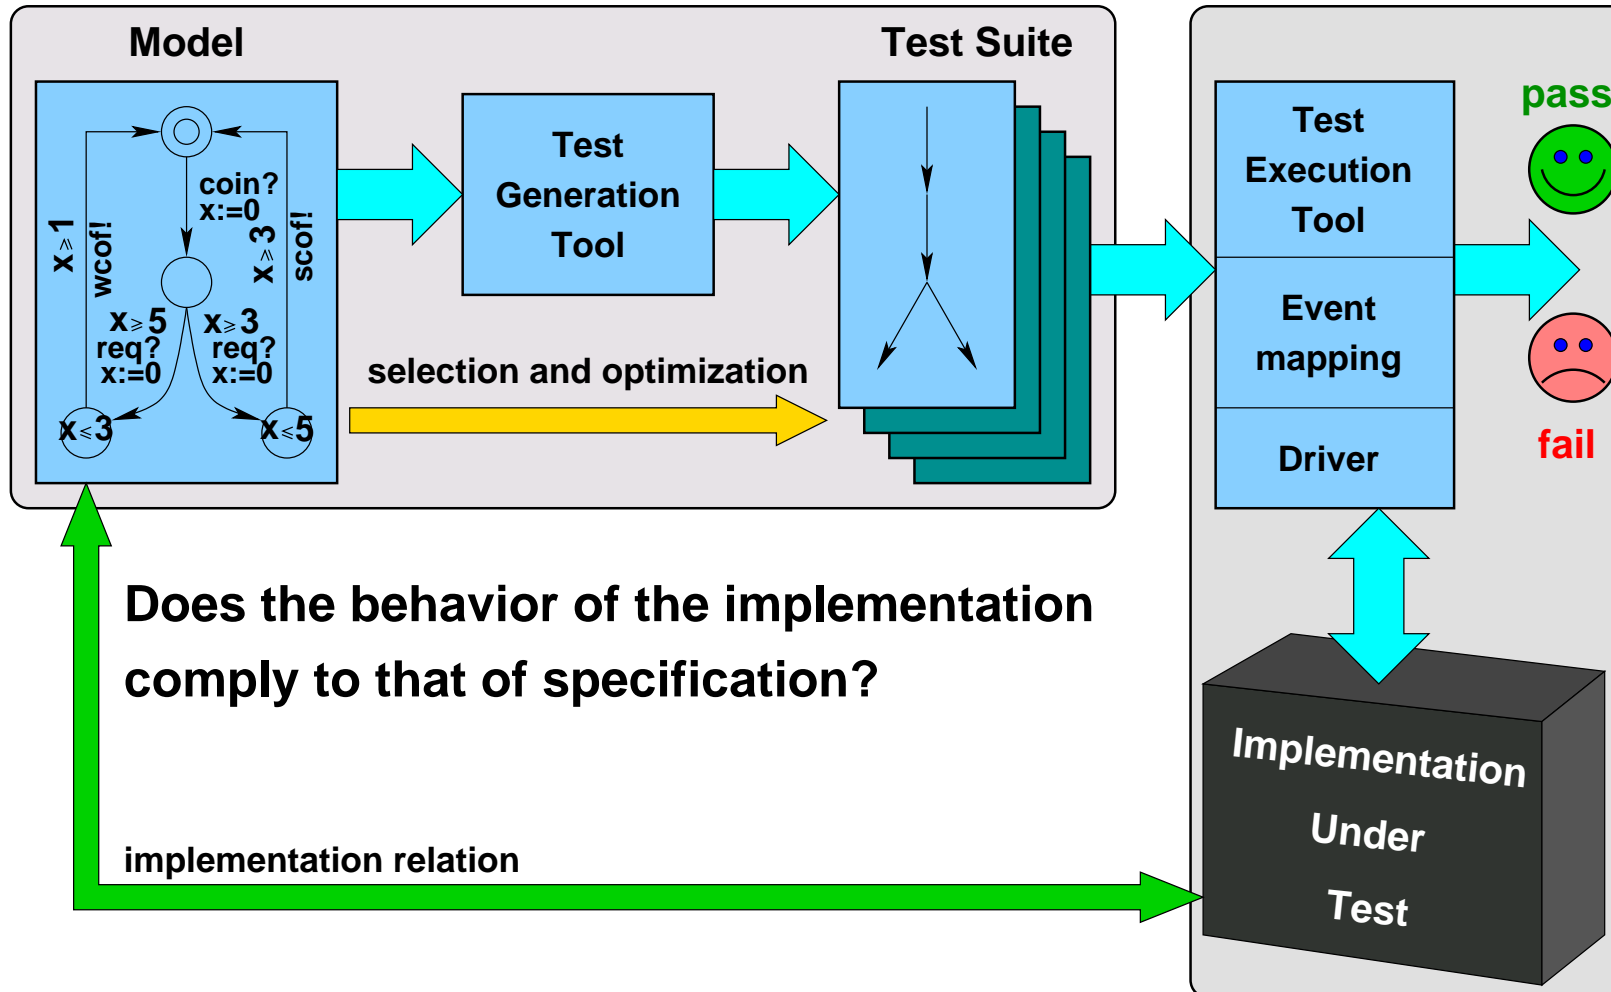 Model
Test Suite
coin?
x:=0
x⩾1
wcof!
x⩾3
scof!
x⩾5
req?
x:=0
x⩾3
req?
x:=0
x⩽3
x⩽5
Test
Generation
Tool
selection and optimization
Test
Execution
Tool
Event
mapping
Driver
pass
fail
Does the behavior of the implementation
comply to that of specification?
implementation relation
Implementation
Under
Test